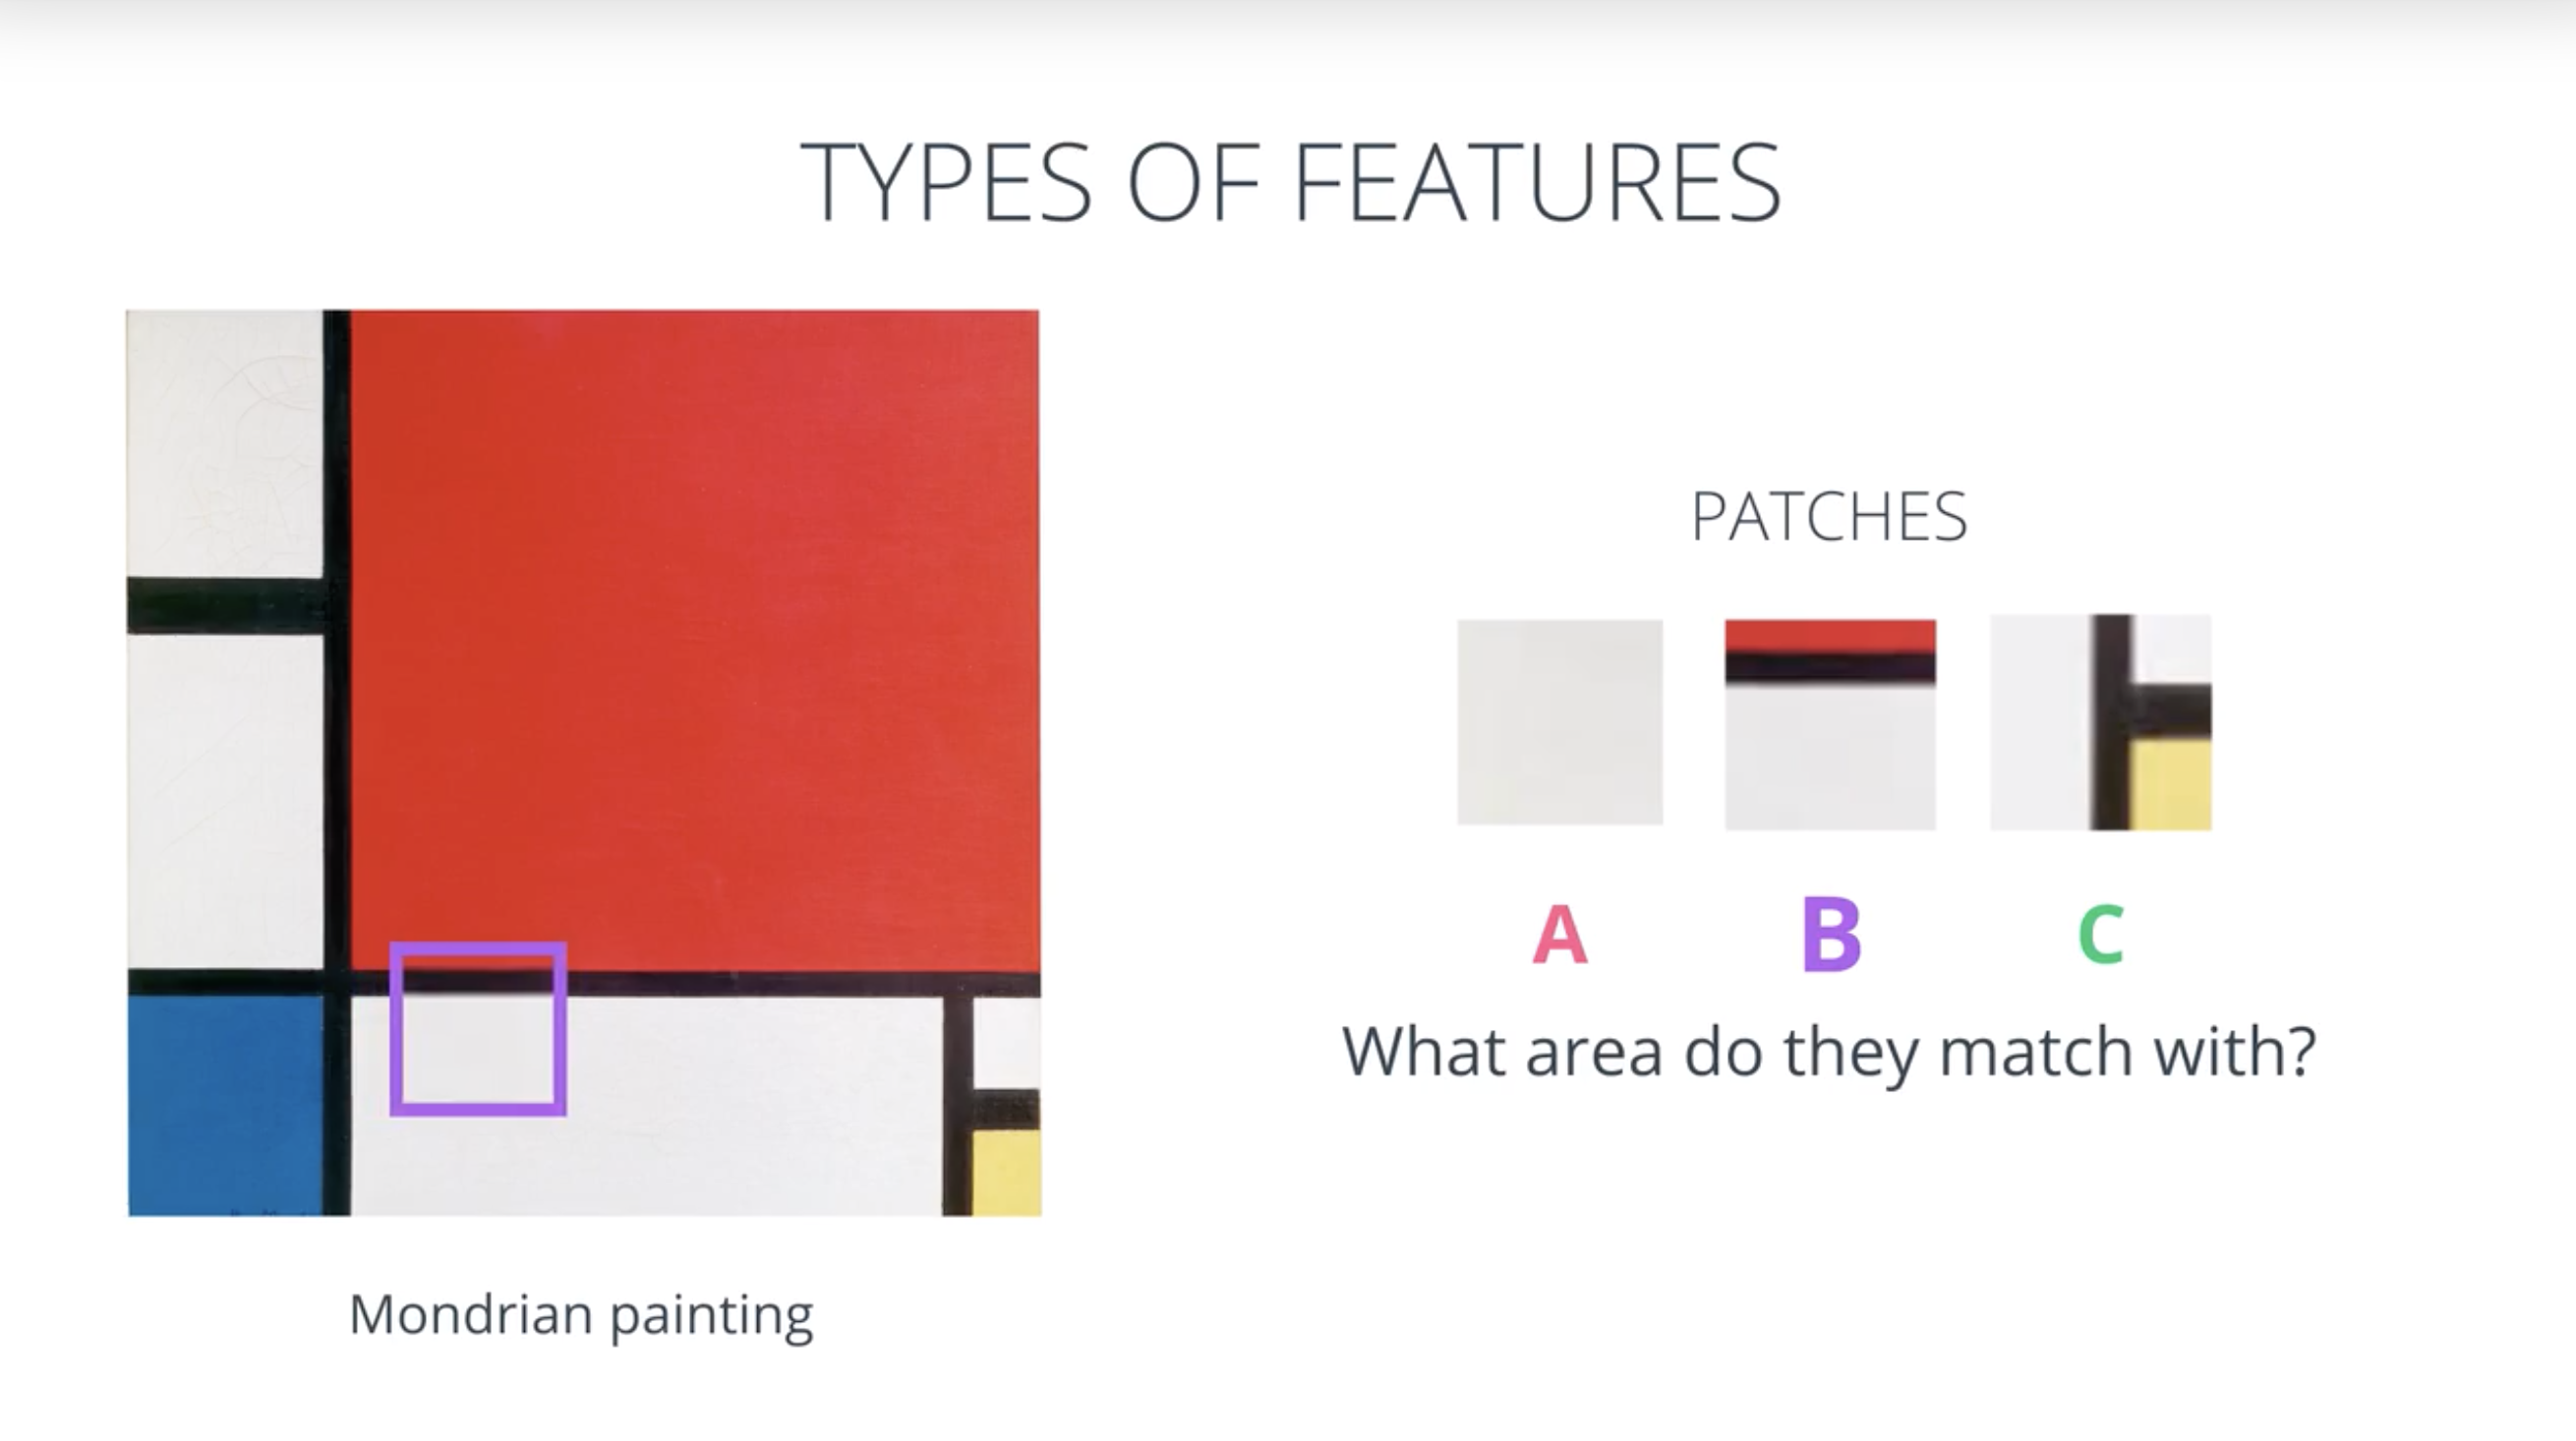 TYPES OF FEATURES
PATCHES
A B C
What area do they match with?
Mondrian painting